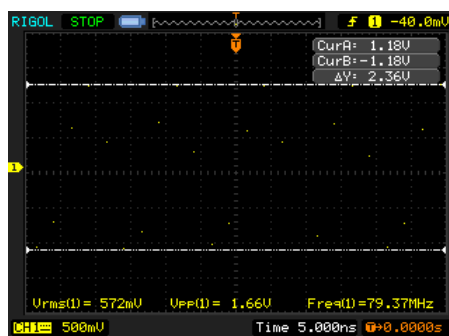 RIGOL STOP f 1 -40.0mV
T
CurA: 1.18V
CurB:-1.18V
ΔY: 2.36V
1
Vrms(1)= 572mV Vpp(1)= 1.66V Freq(1)=79.37MHz
CH1 500mV Time 5.000ns T→0.0000s